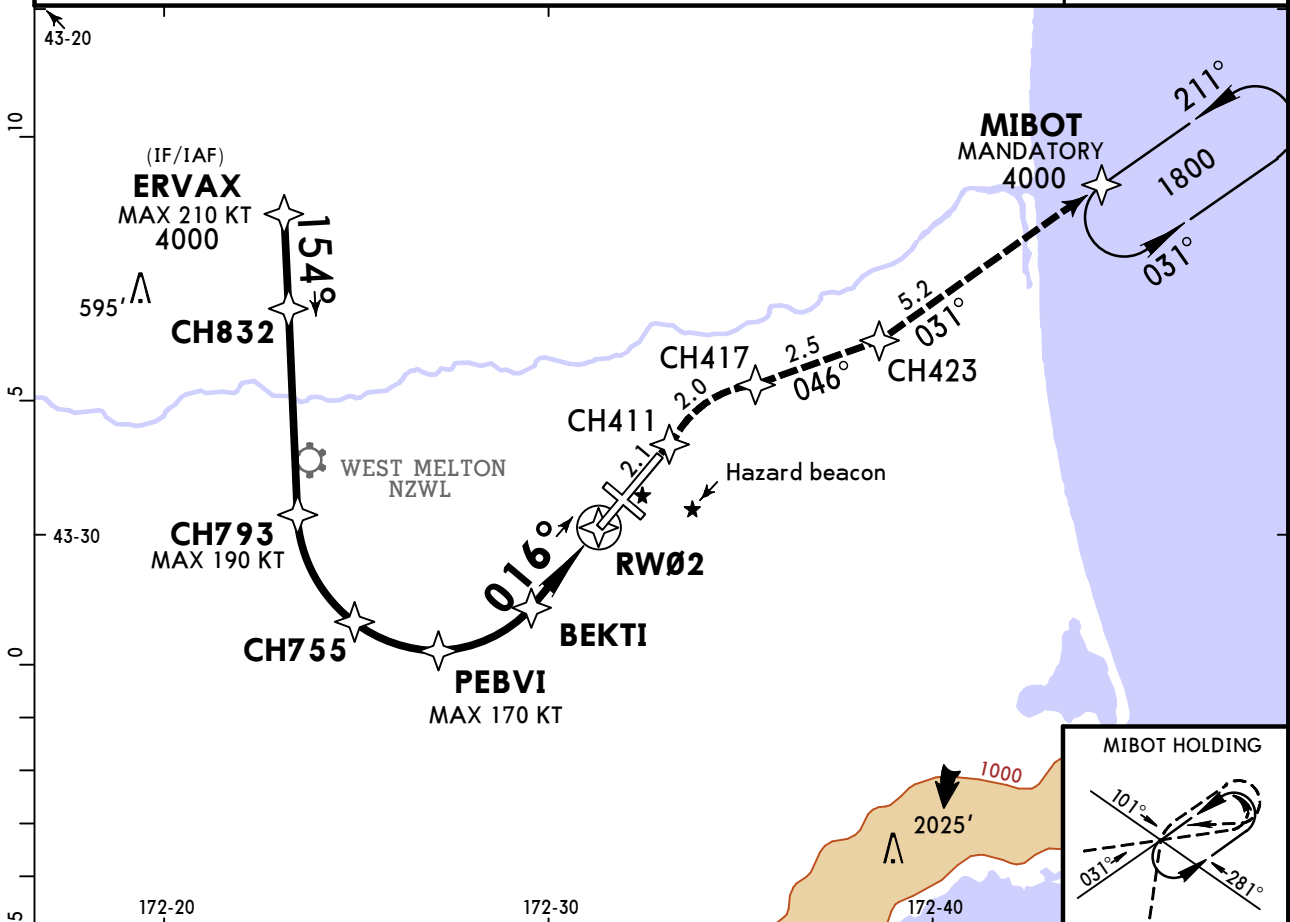 43-20
10
5
0
5
43-30
172-20
172-30
172-40
(IF/IAF)
ERVAX
MAX 210 KT
4000
154°
595'
CH832
WEST MELTON
NZWL
CH793
MAX 190 KT
CH755
PEBVI
MAX 170 KT
BEKTI
016°
RWØ2
2.1
CH411
2.0
CH417
2.5
046°
CH423
5.2
031°
Hazard beacon
MIBOT
MANDATORY
4000
211°
1800
031°
1000
2025'
MIBOT HOLDING
101°
031°
281°